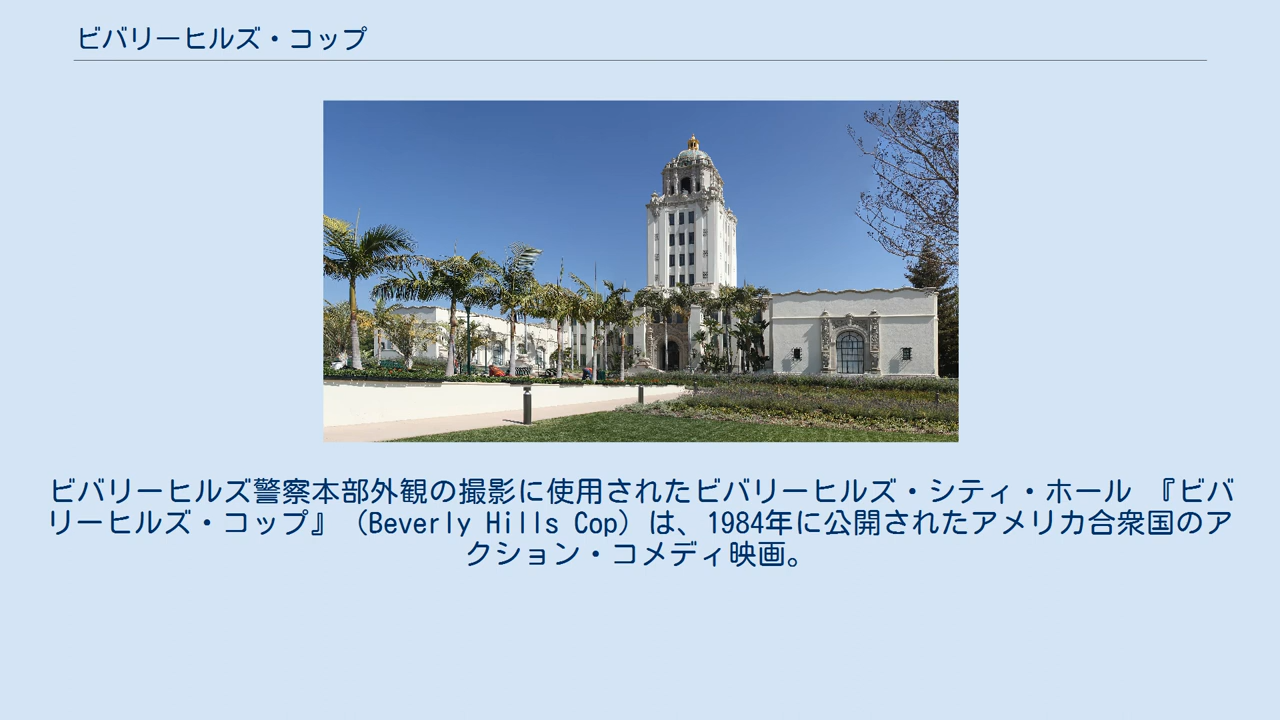 ビバリーヒルズ・コップ
ビバリーヒルズ警察本部外観の撮影に使用されたビバリーヒルズ・シティ・ホール 『ビバ
リーヒルズ・コップ』（Beverly Hills Cop）は、1984年に公開されたアメリカ合衆国のア
クション・コメディ映画。